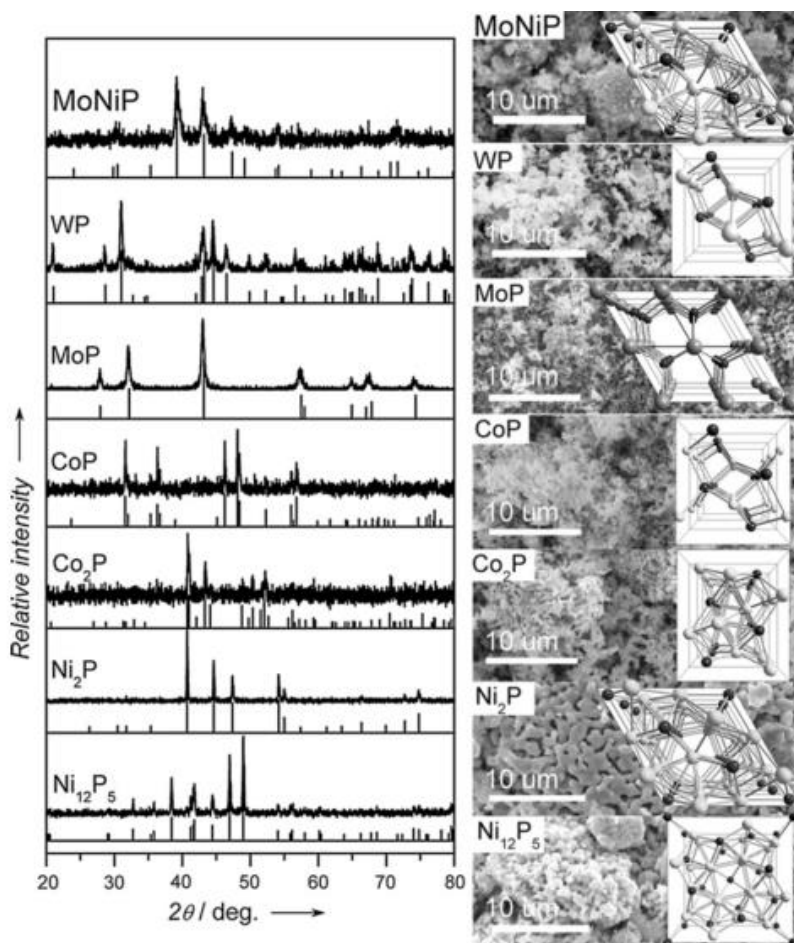 MoNiP
WP
MoP
CoP
Co₂P
Ni₂P
Ni₁₂P₅
Relative intensity
20 30 40 50 60 70 80
2θ / deg.
MoNiP
10 um
WP
10 um
MoP
10 um
CoP
10 um
Co₂P
10 um
Ni₂P
10 um
Ni₁₂P₅
10 um